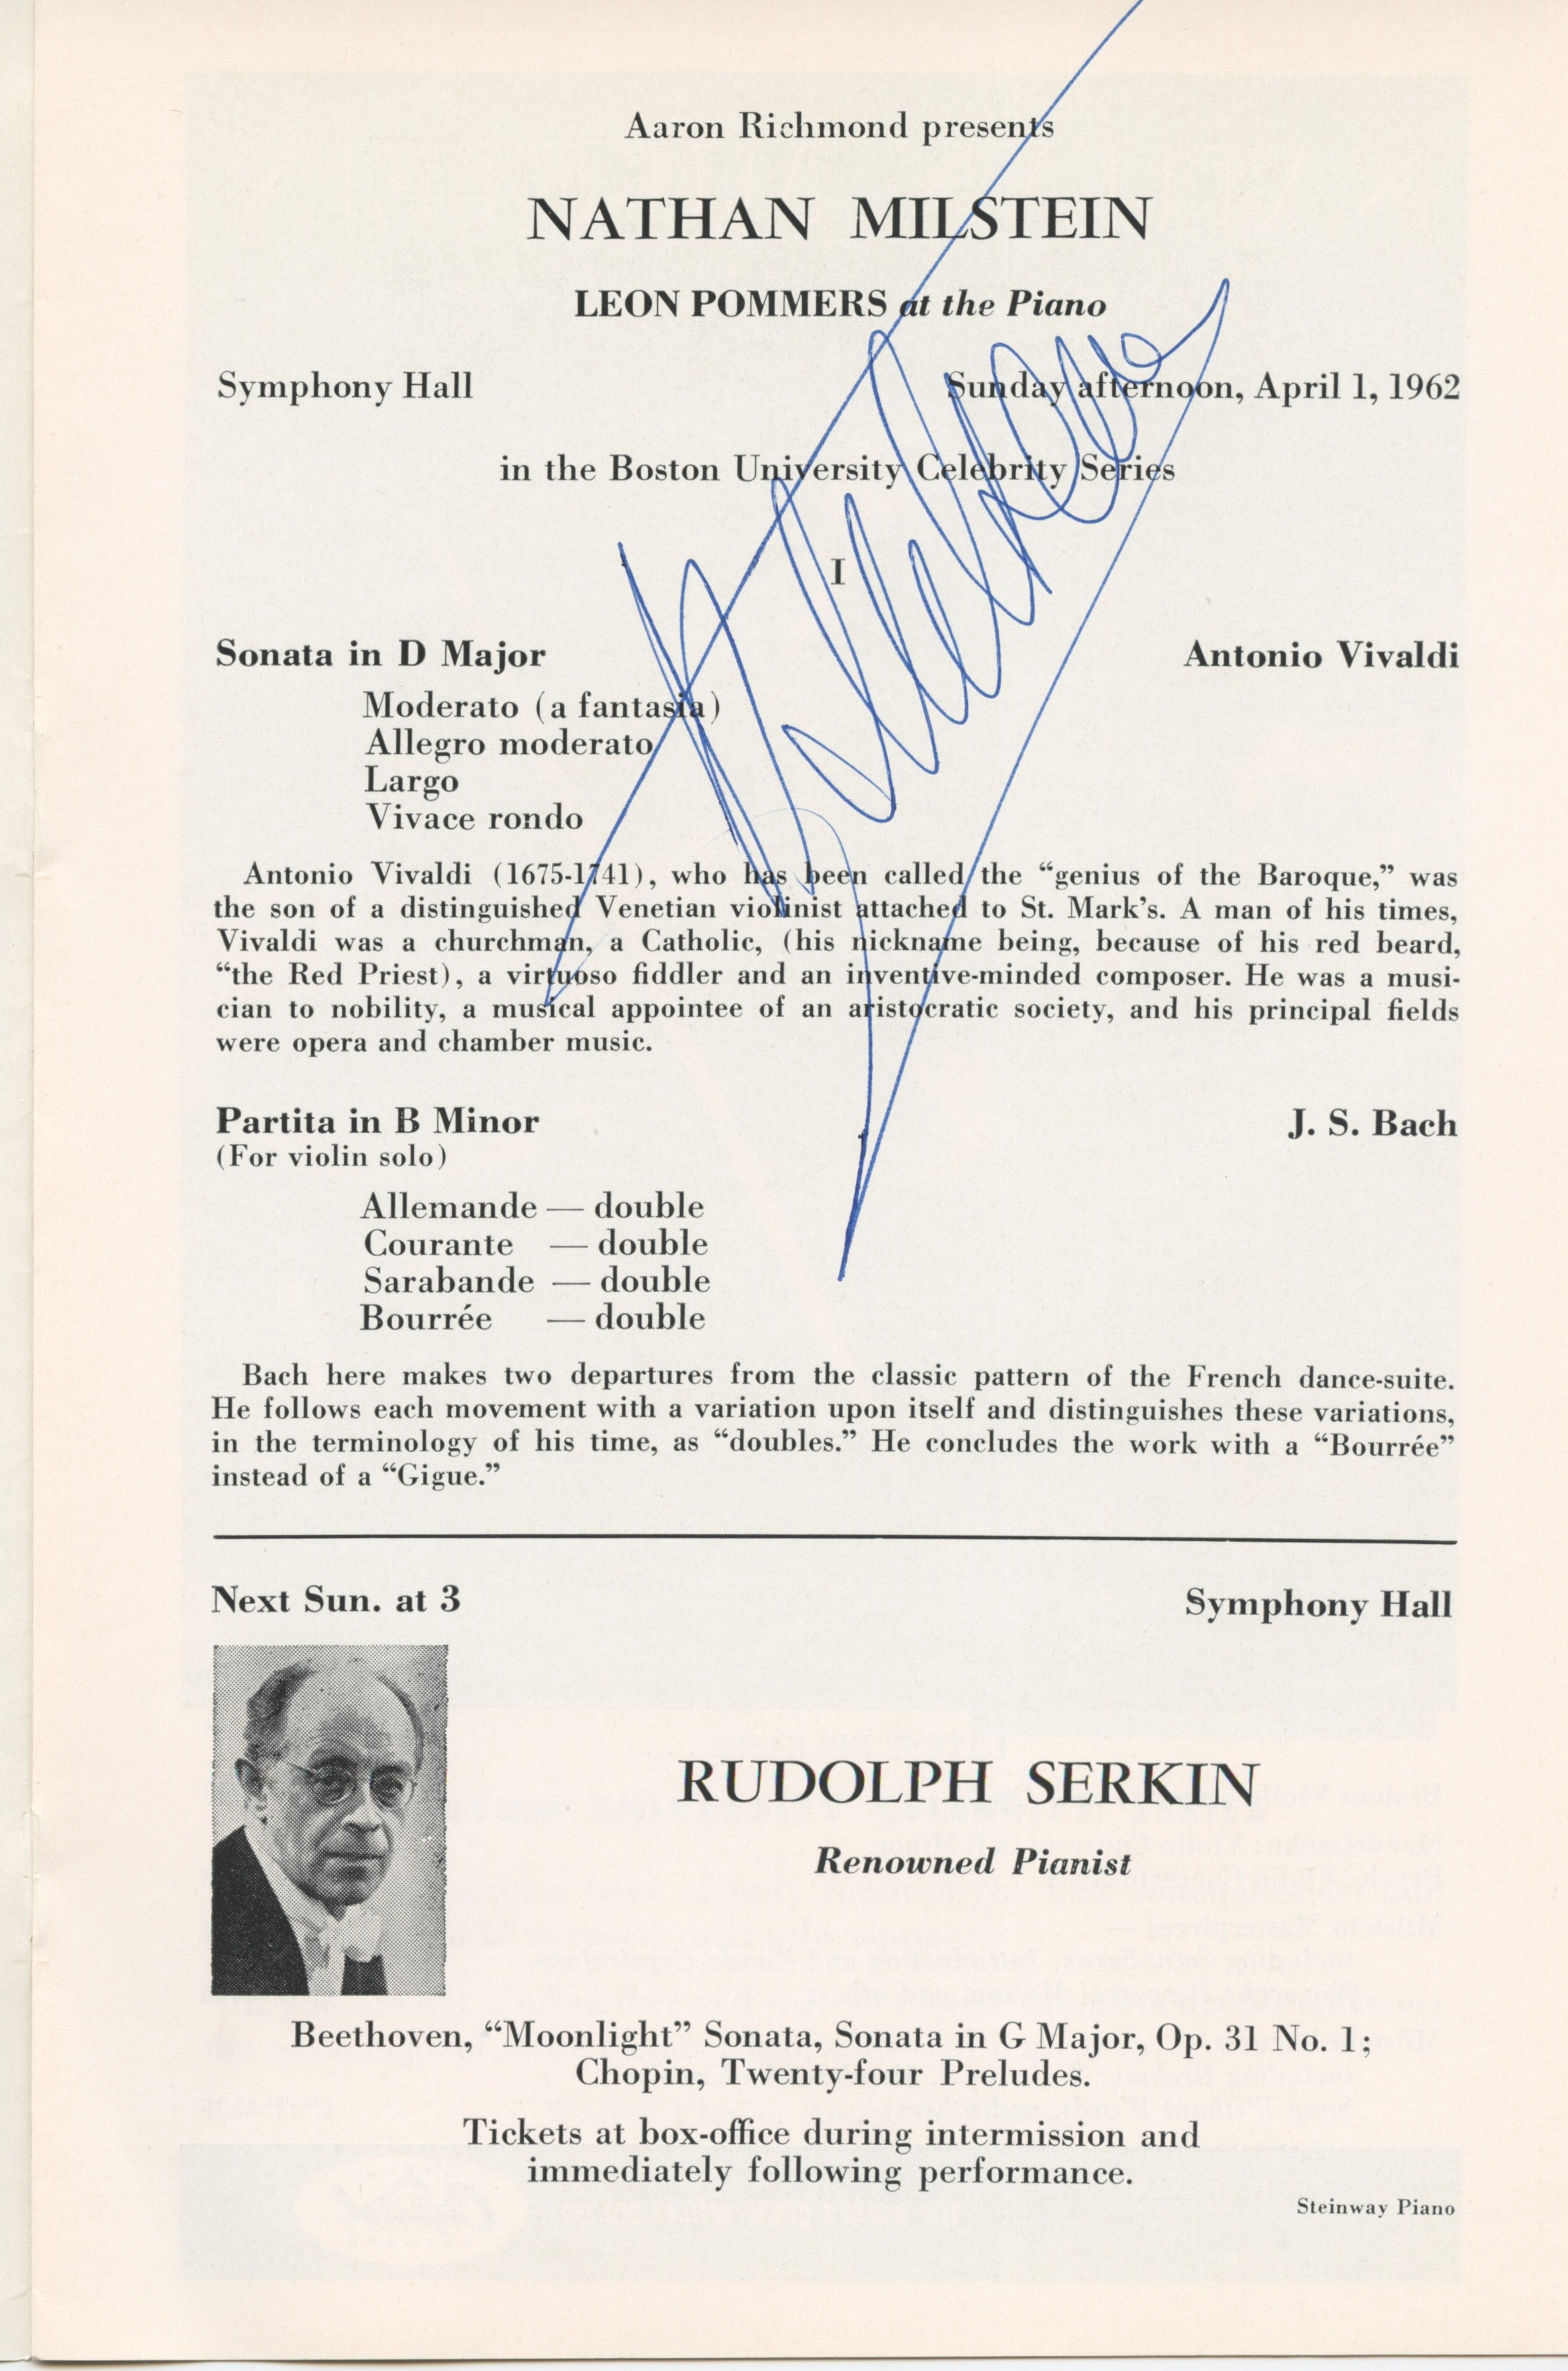 Aaron Richmond presents
NATHAN MILSTEIN
LEON POMMERS at the Piano
Symphony Hall Sunday afternoon, April 1, 1962
in the Boston University Celebrity Series
I
Sonata in D Major Antonio Vivaldi
Moderato (a fantasia)
Allegro moderato
Largo
Vivace rondo
Antonio Vivaldi (1675-1741), who has been called the “genius of the Baroque,” was
the son of a distinguished Venetian violinist attached to St. Mark’s. A man of his times,
Vivaldi was a churchman, a Catholic, (his nickname being, because of his red beard,
“the Red Priest), a virtuoso fiddler and an inventive-minded composer. He was a musi-
cian to nobility, a musical appointee of an aristocratic society, and his principal fields
were opera and chamber music.
Partita in B Minor J. S. Bach
(For violin solo)
Allemande — double
Courante — double
Sarabande — double
Bourrée — double
Bach here makes two departures from the classic pattern of the French dance-suite.
He follows each movement with a variation upon itself and distinguishes these variations,
in the terminology of his time, as “doubles.” He concludes the work with a “Bourrée”
instead of a “Gigue.”
Next Sun. at 3 Symphony Hall
RUDOLPH SERKIN
Renowned Pianist
Beethoven, “Moonlight” Sonata, Sonata in G Major, Op. 31 No. 1;
Chopin, Twenty-four Preludes.
Tickets at box-office during intermission and
immediately following performance.
Steinway Piano